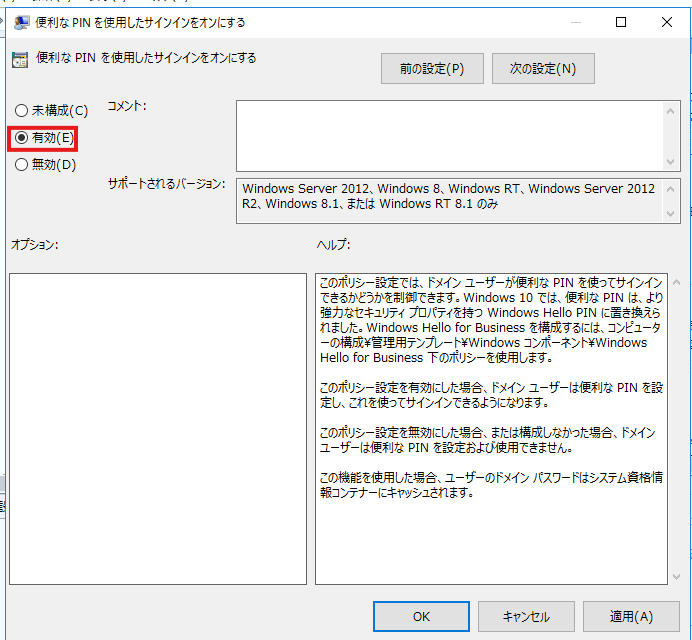 便利な PIN を使用したサインインをオンにする
便利な PIN を使用したサインインをオンにする
前の設定(P)
次の設定(N)
未構成(C)
コメント:
有効(E)
無効(D)
サポートされるバージョン:
Windows Server 2012、Windows 8、Windows RT、Windows Server 2012
R2、Windows 8.1、または Windows RT 8.1 のみ
オプション:
ヘルプ:
このポリシー設定では、ドメイン ユーザーが便利な PIN を使ってサインイン
できるかどうかを制御できます。Windows 10 では、便利な PIN は、より
強力なセキュリティ プロパティを持つ Windows Hello PIN に置き換えら
れました。Windows Hello for Business を構成するには、コンピュータ
ーの構成¥管理用テンプレート¥Windows コンポーネント¥Windows
Hello for Business 下のポリシーを使用します。
このポリシー設定を有効にした場合、ドメイン ユーザーは便利な PIN を設
定し、これを使ってサインインできるようになります。
このポリシー設定を無効にした場合、または構成しなかった場合、ドメイン
ユーザーは便利な PIN を設定および使用できません。
この機能を使用した場合、ユーザーのドメイン パスワードはシステム資格情
報コンテナーにキャッシュされます。
OK
キャンセル
適用(A)